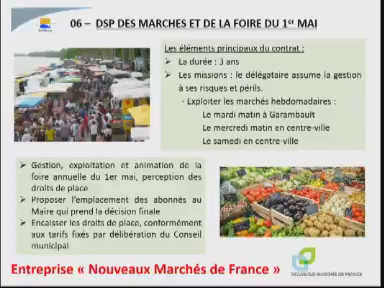 06 – DSP DES MARCHES ET DE LA FOIRE DU 1er MAI
Les éléments principaux du contrat :
➢ La durée : 3 ans
➢ Les missions : le délégataire assume la gestion
à ses risques et périls.
- Exploiter les marchés hebdomadaires :
Le mardi matin à Garambault
Le mercredi matin en centre-ville
Le samedi en centre-ville
➢ Gestion, exploitation et animation de la
foire annuelle du 1er mai, perception des
droits de place
➢ Proposer l'emplacement des abonnés au
Maire qui prend la décision finale
➢ Encaisser les droits de place, conformément
aux tarifs fixés par délibération du Conseil
municipal
Entreprise « Nouveaux Marchés de France »
NOUVEAUX MARCHÉS DE FRANCE